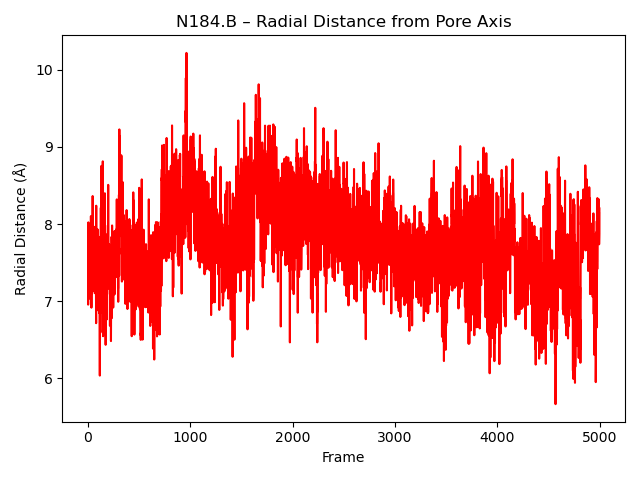 N184.B – Radial Distance from Pore Axis
Radial Distance (Å)
10
9
8
7
6
0 1000 2000 3000 4000 5000
Frame